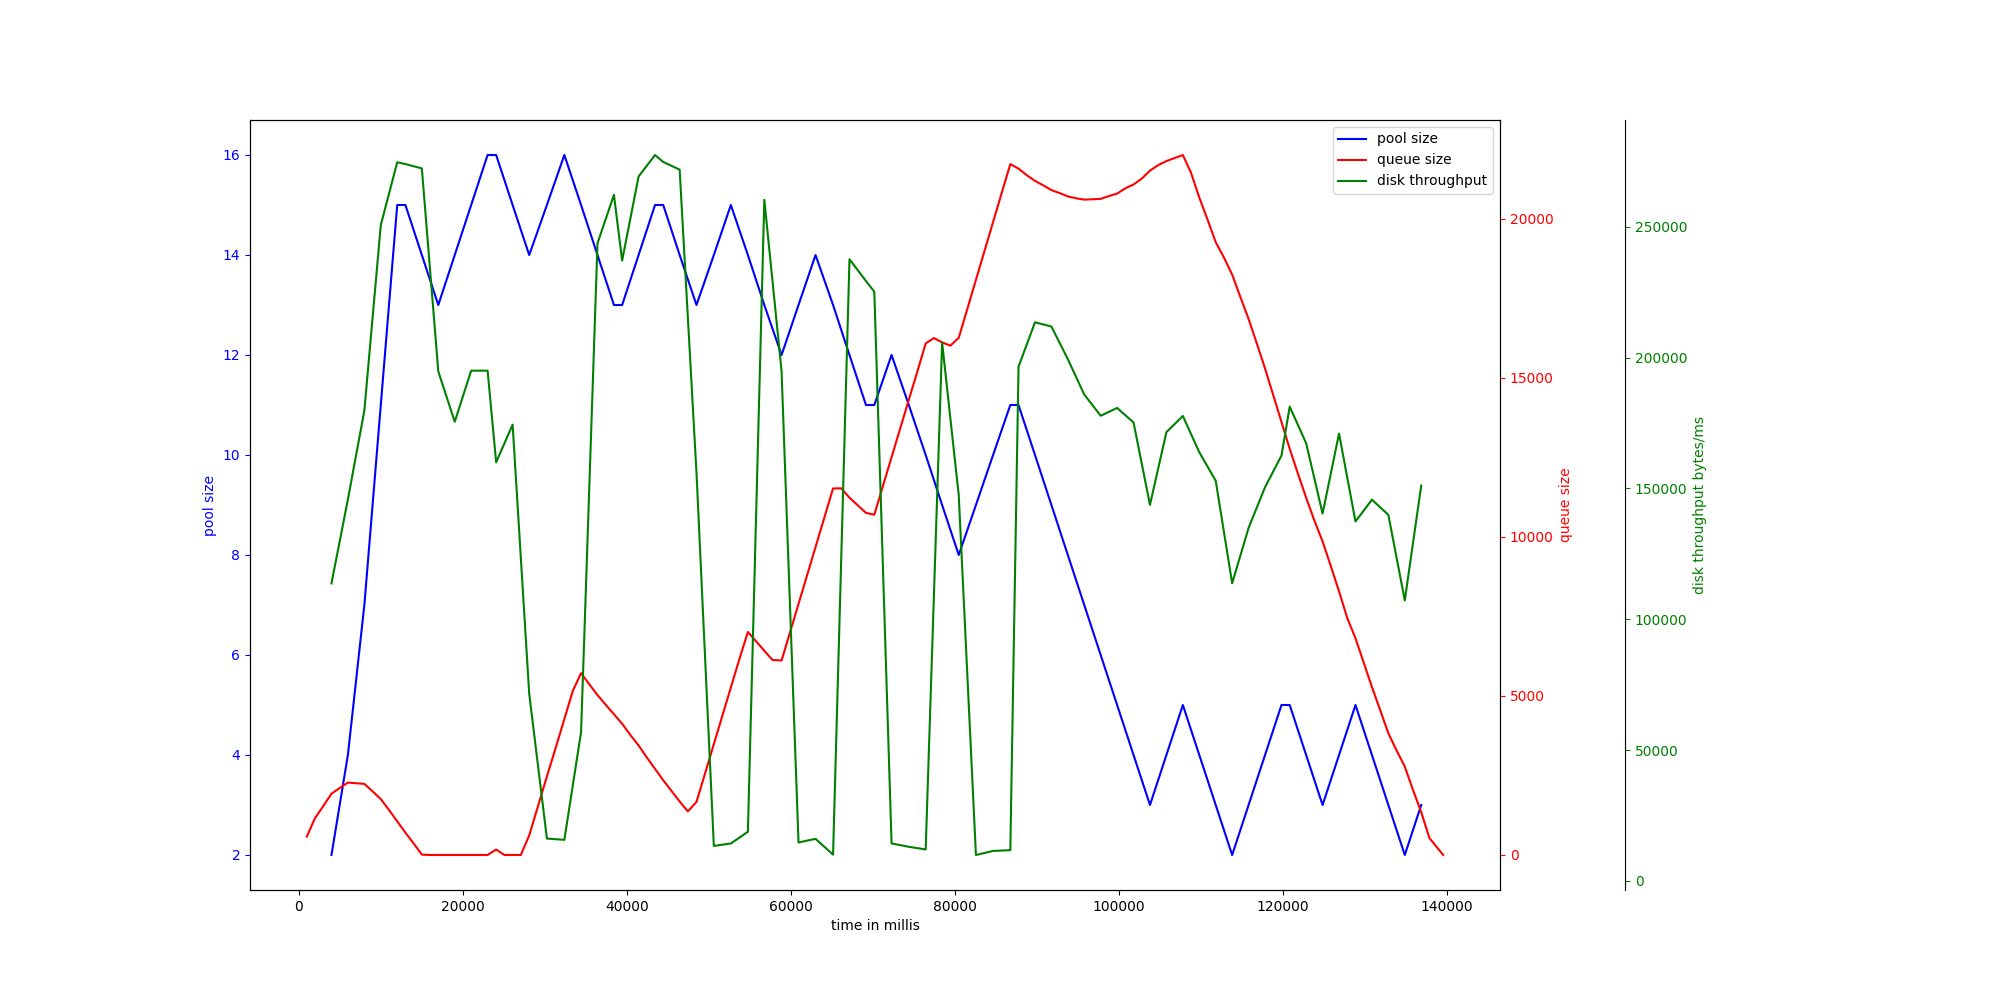 pool size
queue size
disk throughput
16
14
12
10
8
6
4
2
pool size
20000
15000
10000
5000
0
queue size
250000
200000
150000
100000
50000
0
disk throughput bytes/ms
0 20000 40000 60000 80000 100000 120000 140000
time in millis